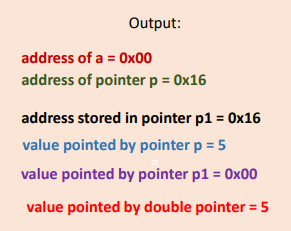 Output:
address of a = 0x00
address of pointer p = 0x16
address stored in pointer p1 = 0x16
value pointed by pointer p = 5
value pointed by pointer p1 = 0x00
value pointed by double pointer = 5